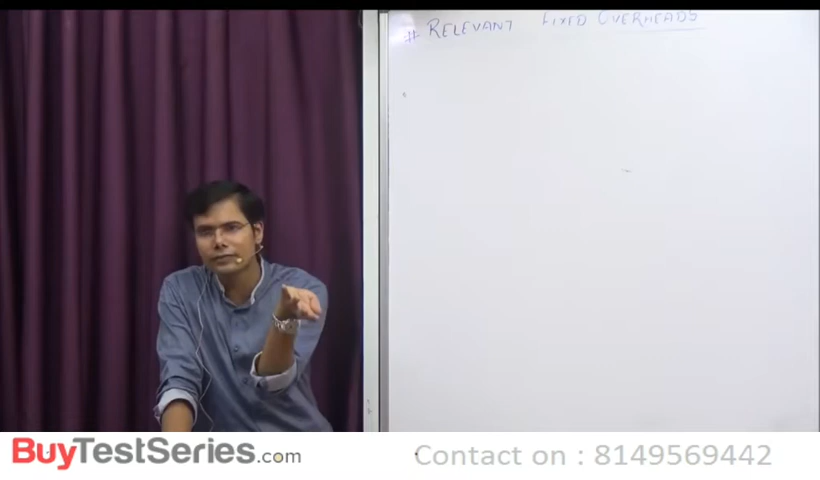 # RELEVANT FIXED OVERHEADS
BuyTestSeries.com
Contact on : 8149569442